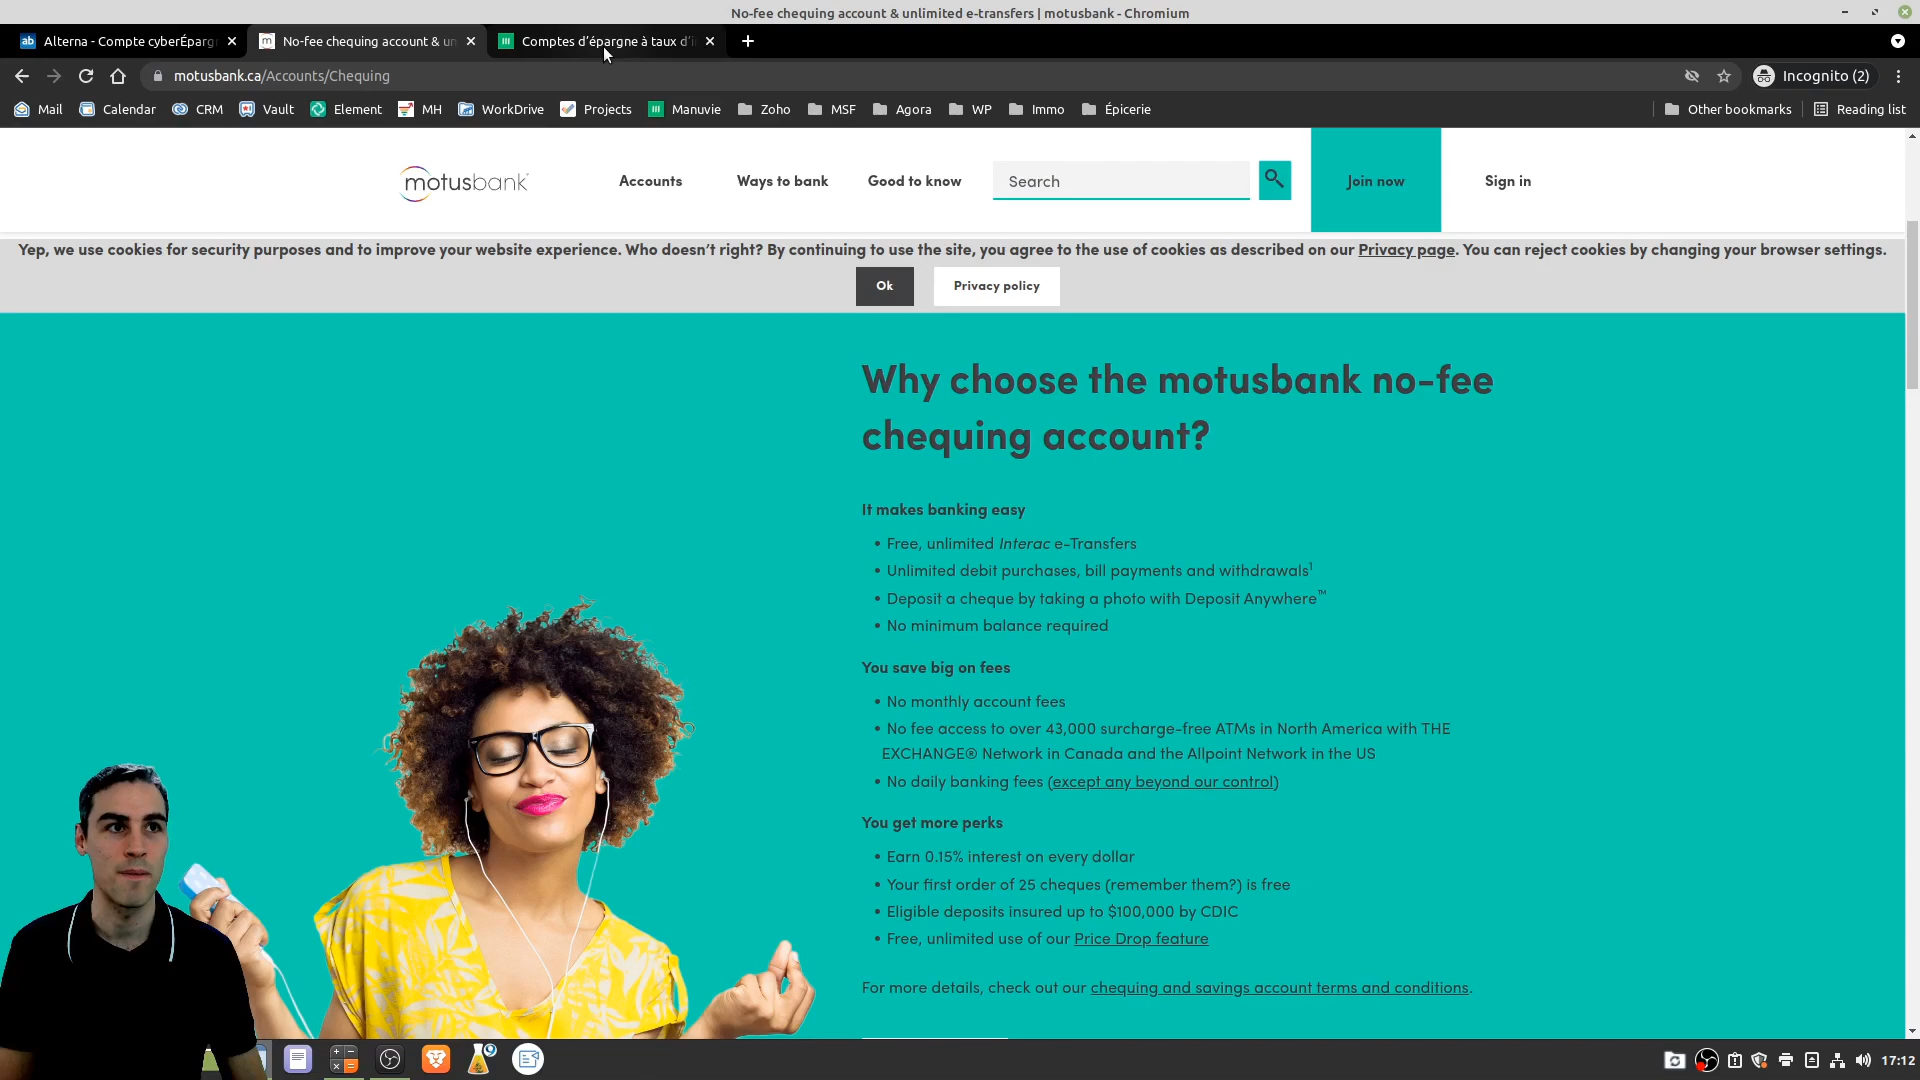 No-fee chequing account & unlimited e-transfers | motusbank - Chromium
ab Alterna - Compte cyberÉparg
m No-fee chequing account & un
Comptes d'épargne à taux d'i
motusbank.ca/Accounts/Chequing
Incognito (2)
Mail Calendar CRM Vault Element MH WorkDrive Projects Manuvie Zoho MSF Agora WP Immo Épicerie Other bookmarks Reading list
motusbank
Accounts
Ways to bank
Good to know
Search
Join now
Sign in
Yep, we use cookies for security purposes and to improve your website experience. Who doesn't right? By continuing to use the site, you agree to the use of cookies as described on our Privacy page. You can reject cookies by changing your browser settings.
Ok
Privacy policy
Why choose the motusbank no-fee
chequing account?
It makes banking easy
• Free, unlimited Interac e-Transfers
• Unlimited debit purchases, bill payments and withdrawals¹
• Deposit a cheque by taking a photo with Deposit Anywhere™
• No minimum balance required
You save big on fees
• No monthly account fees
• No fee access to over 43,000 surcharge-free ATMs in North America with THE
EXCHANGE® Network in Canada and the Allpoint Network in the US
• No daily banking fees (except any beyond our control)
You get more perks
• Earn 0.15% interest on every dollar
• Your first order of 25 cheques (remember them?) is free
• Eligible deposits insured up to $100,000 by CDIC
• Free, unlimited use of our Price Drop feature
For more details, check out our chequing and savings account terms and conditions.
17:12